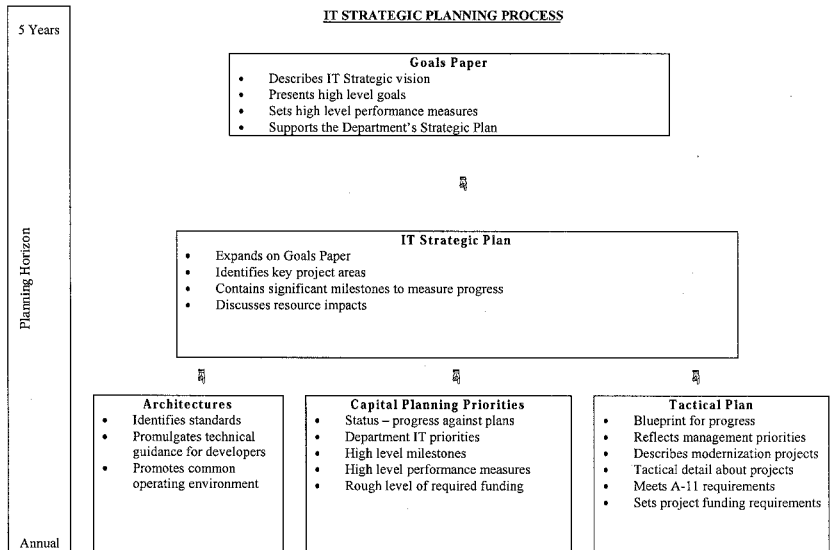 IT STRATEGIC PLANNING PROCESS
5 Years
Goals Paper
• Describes IT Strategic vision
• Presents high level goals
• Sets high level performance measures
• Supports the Department's Strategic Plan
Planning Horizon
IT Strategic Plan
• Expands on Goals Paper
• Identifies key project areas
• Contains significant milestones to measure progress
• Discusses resource impacts
Architectures
• Identifies standards
• Promulgates technical
guidance for developers
• Promotes common
operating environment
Capital Planning Priorities
• Status – progress against plans
• Department IT priorities
• High level milestones
• High level performance measures
• Rough level of required funding
Tactical Plan
• Blueprint for progress
• Reflects management priorities
• Describes modernization projects
• Tactical detail about projects
• Meets A-11 requirements
• Sets project funding requirements
Annual